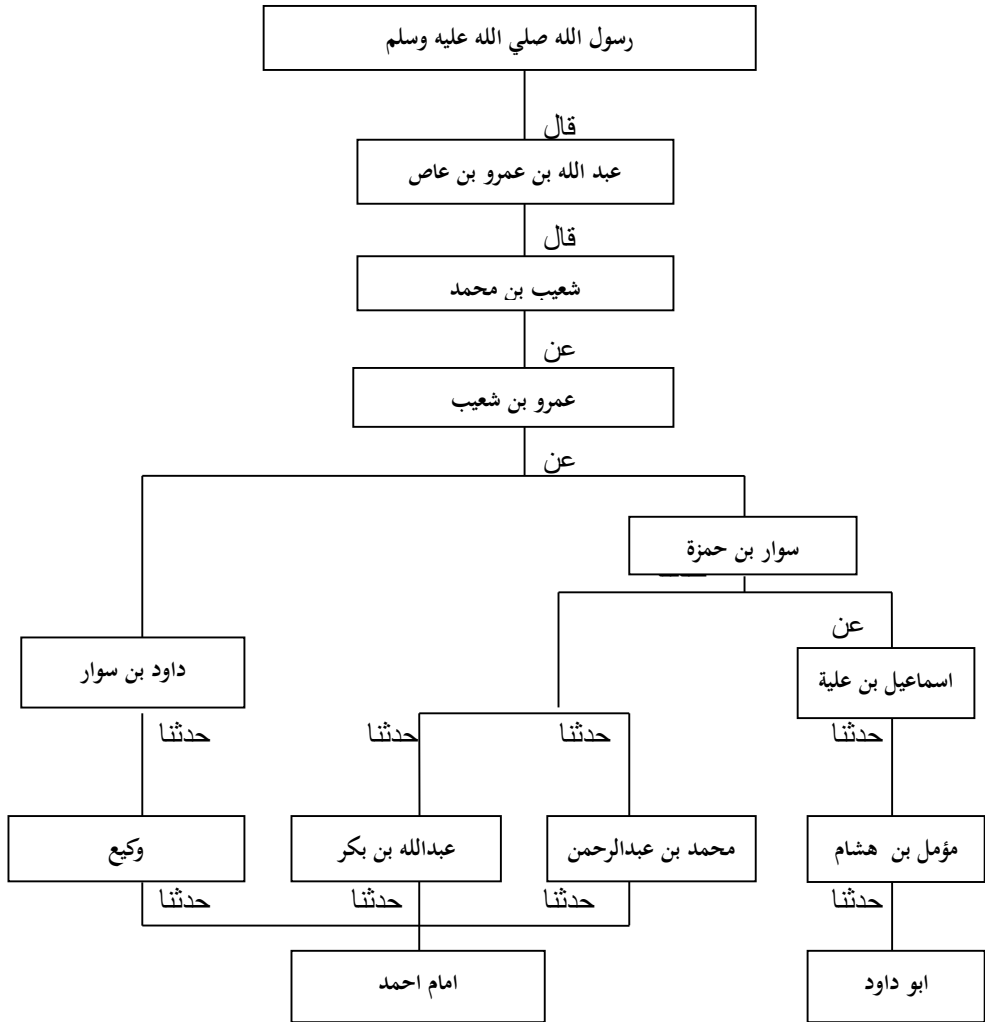 رسول الله صلي الله عليه وسلم
قال
عبد الله بن عمرو بن عاص
قال
شعيب بن محمد
عن
عمرو بن شعيب
عن
سوار بن حمزة
عن
اسماعيل بن علية
داود بن سوار
حدثنا
حدثنا
حدثنا
حدثنا
مؤمل بن هشام
محمد بن عبدالرحمن
عبدالله بن بكر
وكيع
حدثنا
حدثنا
حدثنا
حدثنا
ابو داود
امام احمد